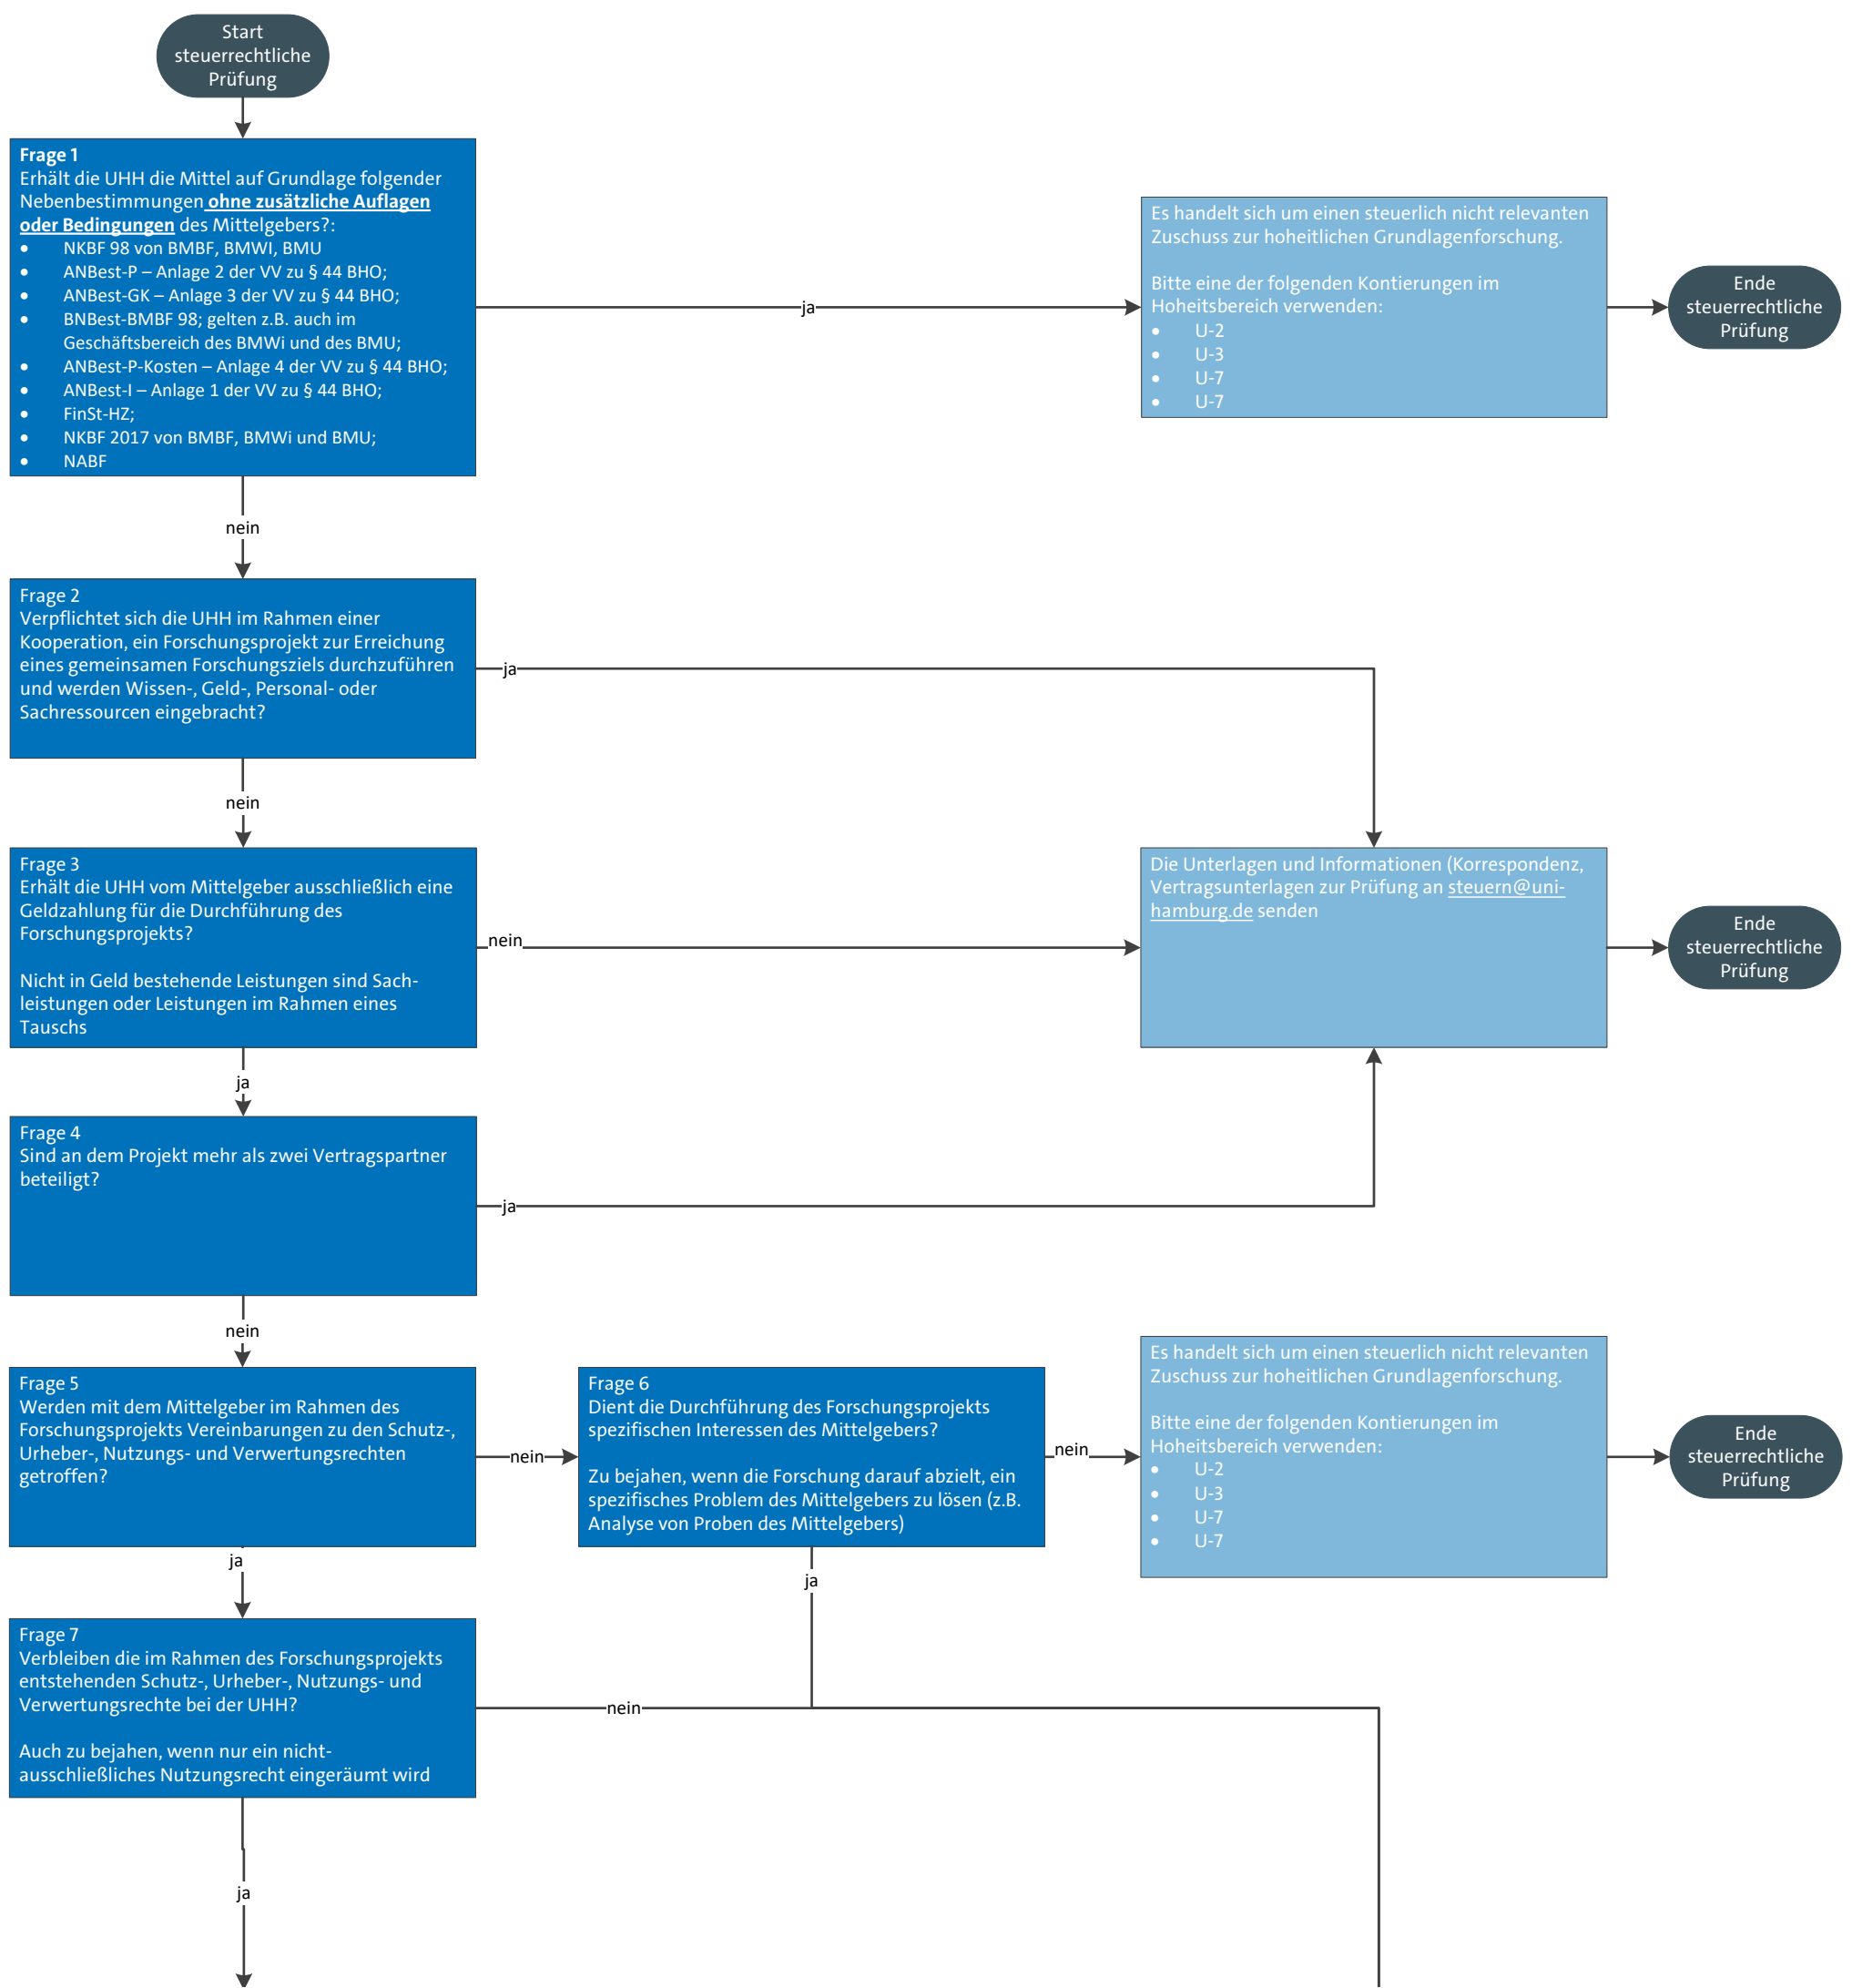 Start
steuerrechtliche
Prüfung
Frage 1
Erhält die UHH die Mittel auf Grundlage folgender
Nebenbestimmungen ohne zusätzliche Auflagen
oder Bedingungen des Mittelgebers?:
• NKBF 98 von BMBF, BMWI, BMU
• ANBest-P – Anlage 2 der VV zu § 44 BHO;
• ANBest-GK – Anlage 3 der VV zu § 44 BHO;
• BNBest-BMBF 98; gelten z.B. auch im
Geschäftsbereich des BMWi und des BMU;
• ANBest-P-Kosten – Anlage 4 der VV zu § 44 BHO;
• ANBest-I – Anlage 1 der VV zu § 44 BHO;
• FinSt-HZ;
• NKBF 2017 von BMBF, BMWi und BMU;
• NABF
ja
Es handelt sich um einen steuerlich nicht relevanten
Zuschuss zur hoheitlichen Grundlagenforschung.
Bitte eine der folgenden Kontierungen im
Hoheitsbereich verwenden:
• U-2
• U-3
• U-7
• U-7
Ende
steuerrechtliche
Prüfung
nein
Frage 2
Verpflichtet sich die UHH im Rahmen einer
Kooperation, ein Forschungsprojekt zur Erreichung
eines gemeinsamen Forschungsziels durchzuführen
und werden Wissen-, Geld-, Personal- oder
Sachressourcen eingebracht?
ja
nein
Frage 3
Erhält die UHH vom Mittelgeber ausschließlich eine
Geldzahlung für die Durchführung des
Forschungsprojekts?
Nicht in Geld bestehende Leistungen sind Sach-
leistungen oder Leistungen im Rahmen eines
Tauschs
nein
Die Unterlagen und Informationen (Korrespondenz,
Vertragsunterlagen zur Prüfung an steuern@uni-
hamburg.de senden
Ende
steuerrechtliche
Prüfung
ja
Frage 4
Sind an dem Projekt mehr als zwei Vertragspartner
beteiligt?
ja
nein
Frage 5
Werden mit dem Mittelgeber im Rahmen des
Forschungsprojekts Vereinbarungen zu den Schutz-,
Urheber-, Nutzungs- und Verwertungsrechten
getroffen?
nein
Frage 6
Dient die Durchführung des Forschungsprojekts
spezifischen Interessen des Mittelgebers?
Zu bejahen, wenn die Forschung darauf abzielt, ein
spezifisches Problem des Mittelgebers zu lösen (z.B.
Analyse von Proben des Mittelgebers)
nein
Es handelt sich um einen steuerlich nicht relevanten
Zuschuss zur hoheitlichen Grundlagenforschung.
Bitte eine der folgenden Kontierungen im
Hoheitsbereich verwenden:
• U-2
• U-3
• U-7
• U-7
Ende
steuerrechtliche
Prüfung
ja
ja
Frage 7
Verbleiben die im Rahmen des Forschungsprojekts
entstehenden Schutz-, Urheber-, Nutzungs- und
Verwertungsrechte bei der UHH?
Auch zu bejahen, wenn nur ein nicht-
ausschließliches Nutzungsrecht eingeräumt wird
nein
ja